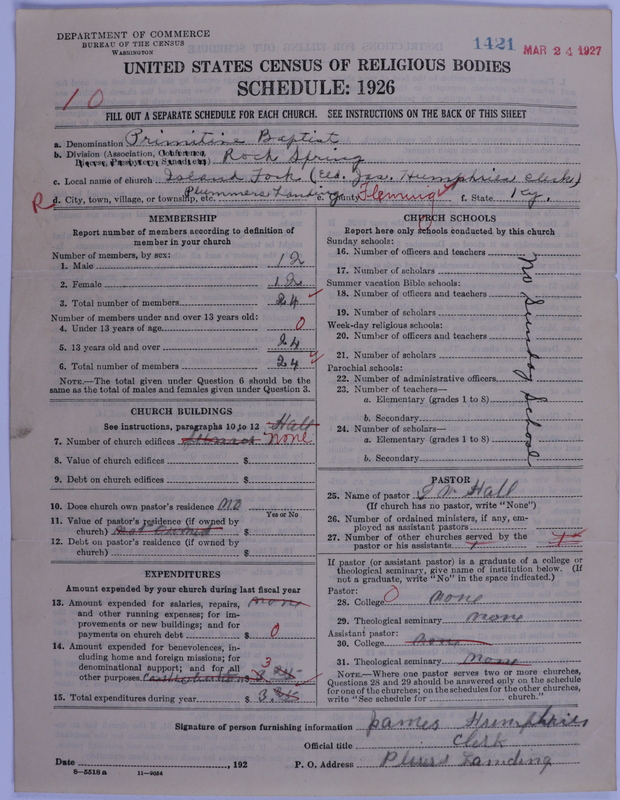 DEPARTMENT OF COMMERCE
BUREAU OF THE CENSUS
WASHINGTON
1421 MAR 24 1927
UNITED STATES CENSUS OF RELIGIOUS BODIES
SCHEDULE: 1926
10
FILL OUT A SEPARATE SCHEDULE FOR EACH CHURCH. SEE INSTRUCTIONS ON THE BACK OF THIS SHEET
a. Denomination Primitive Baptist
b. Division (Association, Conference, Diocese, Presbytery, Synod, etc.) Rock Spring
c. Local name of church Island Fork (Eld. Jas. Humphries Clerk)
R d. City, town, village, or township, etc. Plummers Landing e. County Fleming f. State Ky.
MEMBERSHIP
Report number of members according to definition of
member in your church
Number of members, by sex:
1. Male 12
2. Female 12
3. Total number of members 24
Number of members under and over 13 years old:
4. Under 13 years of age 0
5. 13 years old and over 24
6. Total number of members 24
NOTE.—The total given under Question 6 should be the
same as the total of males and females given under Question 3.
CHURCH BUILDINGS
See instructions, paragraphs 10 to 12 Hall
7. Number of church edifices none
8. Value of church edifices $
9. Debt on church edifices $
10. Does church own pastor's residence no
Yes or No
11. Value of pastor's residence (if owned by
church) not owned $
12. Debt on pastor's residence (if owned by
church) $
EXPENDITURES
Amount expended by your church during last fiscal year
13. Amount expended for salaries, repairs, none
and other running expenses; for im-
provements or new buildings; and for
payments on church debt $ 0
14. Amount expended for benevolences, in-
cluding home and foreign missions; for
denominational support; and for all 3
other purposes $
15. Total expenditures during year $ 3
CHURCH SCHOOLS
Report here only schools conducted by this church
Sunday schools:
16. Number of officers and teachers
17. Number of scholars
Summer vacation Bible schools:
18. Number of officers and teachers
19. Number of scholars
Week-day religious schools:
20. Number of officers and teachers
21. Number of scholars
Parochial schools:
22. Number of administrative officers
23. Number of teachers—
a. Elementary (grades 1 to 8)
b. Secondary
24. Number of scholars—
a. Elementary (grades 1 to 8)
b. Secondary
No Sunday School
PASTOR
25. Name of pastor Hall
(If church has no pastor, write "None")
26. Number of ordained ministers, if any, em-
ployed as assistant pastors
27. Number of other churches served by the
pastor or his assistants
If pastor (or assistant pastor) is a graduate of a college or
theological seminary, give name of institution below. (If
not a graduate, write "No" in the space indicated.)
Pastor:
28. College 0 none
29. Theological seminary none
Assistant pastor:
30. College none
31. Theological seminary none
NOTE.—Where one pastor serves two or more churches,
Questions 28 and 29 should be answered only on the schedule
for one of the churches; on the schedules for the other churches,
write "See schedule for church."
Signature of person furnishing information James Humphries
Official title Clerk
Date , 192 P. O. Address Landing
8—5518a 11—9084